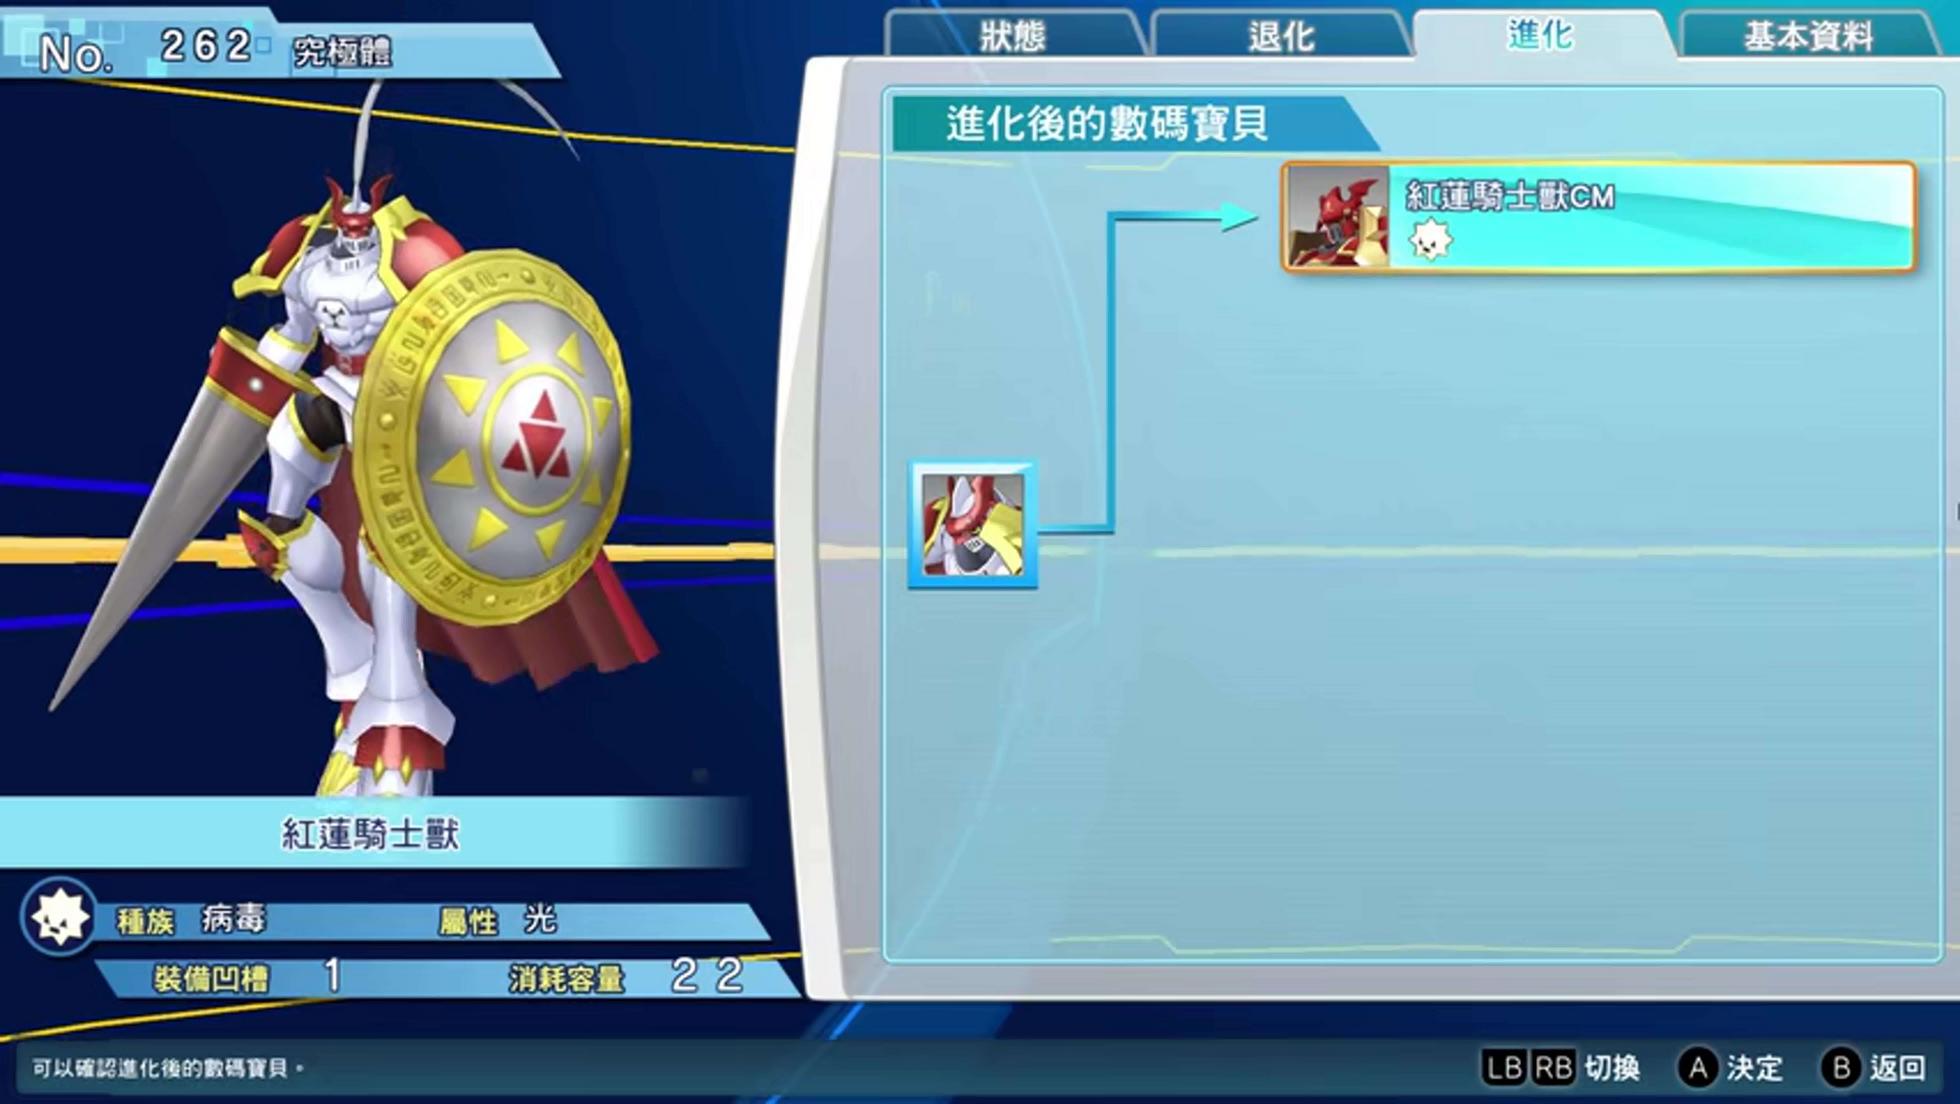 No. 262 究極體
狀態 退化 進化 基本資料
進化後的數碼寶貝
紅蓮騎士獸CM
紅蓮騎士獸
種族 病毒 屬性 光
裝備凹槽 1 消耗容量 22
可以確認進化後的數碼寶貝。
LB RB 切換 A 決定 B 返回